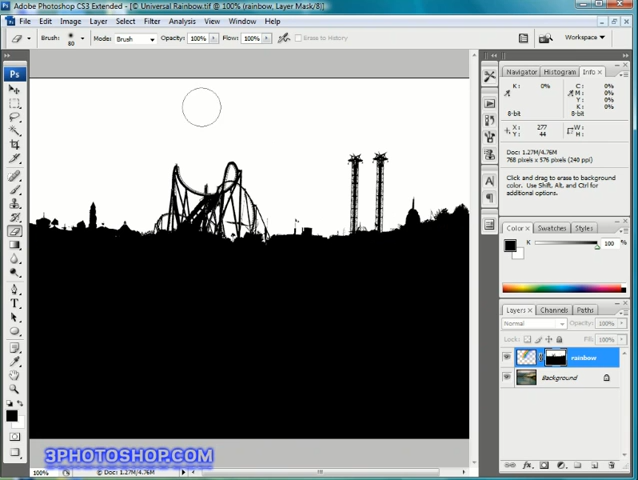 Adobe Photoshop CS3 Extended - [© Universal Rainbow.tif @ 100% (rainbow, Layer Mask/8)]
File Edit Image Layer Select Filter Analysis View Window Help
Brush: 80 Mode: Brush Opacity: 100% Flow: 100% Erase to History Workspace
Ps
Navigator Histogram Info
K: 0% C: 0%
M: 0%
Y: 0%
K: 0%
8-bit 8-bit
X: 277 W:
Y: 44 H:
Doc: 1.27M/4.76M
768 pixels x 576 pixels (240 ppi)
Click and drag to erase to background
color. Use Shift, Alt, and Ctrl for
additional options.
Color Swatches Styles
K 100 %
Layers Channels Paths
Normal Opacity: 100%
Lock: Fill: 100%
rainbow
Background
3PHOTOSHOP.COM
100% Doc: 1.27M/4.76M